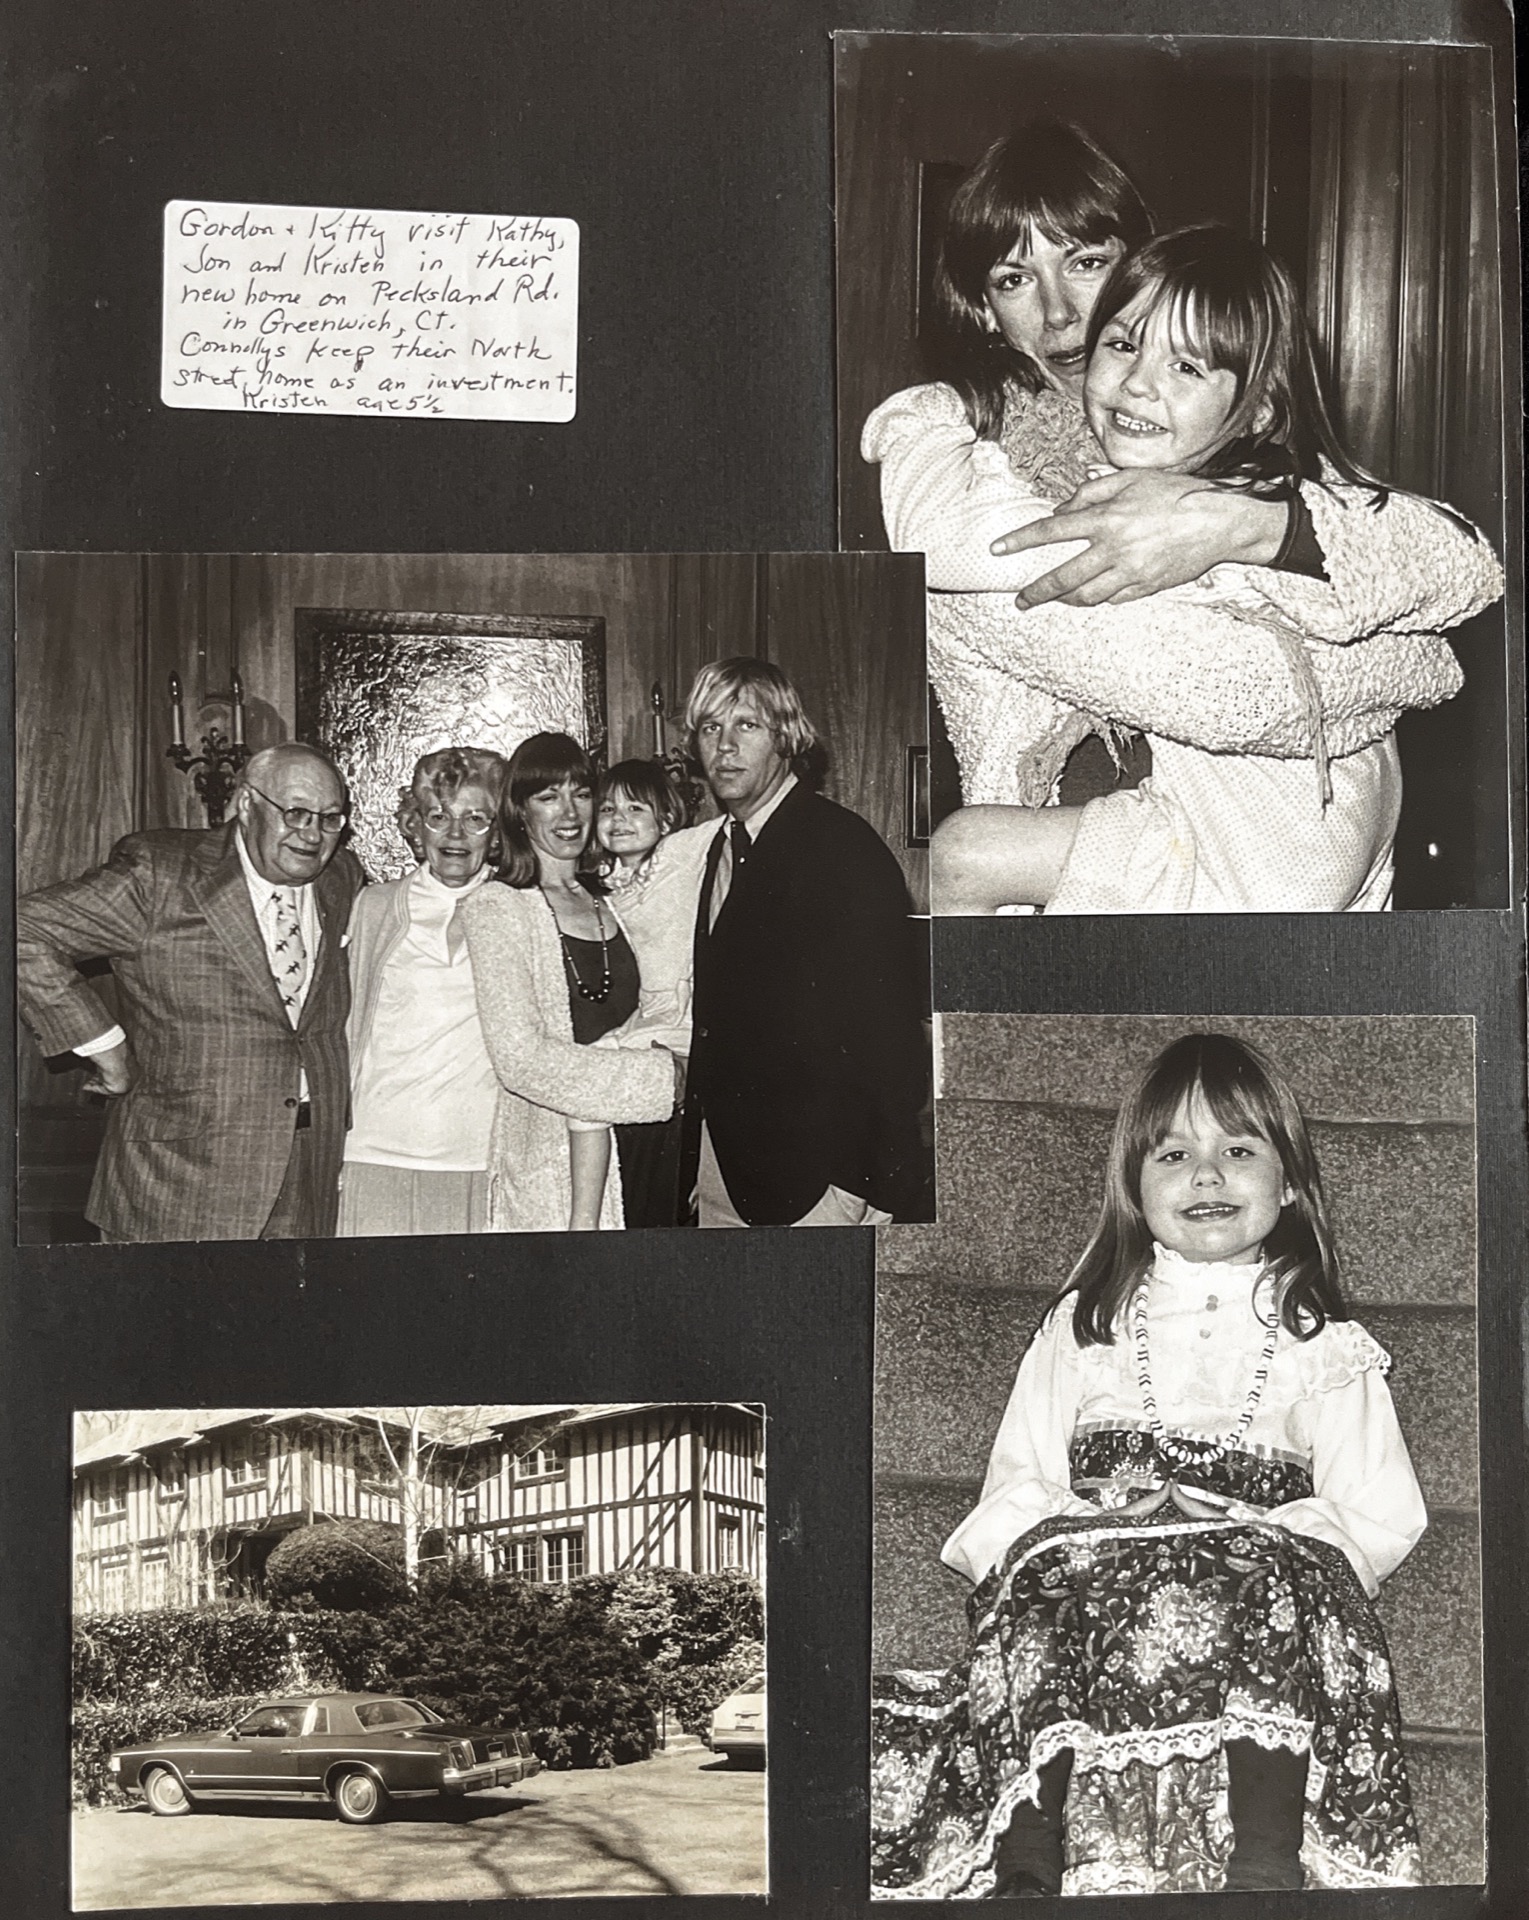 Gordon + Kitty visit Kathy,
Jon and Kristen in their
new home on Pecksland Rd.
in Greenwich, Ct.
Connollys keep their North
Street, home as an investment.
Kristen age 5½